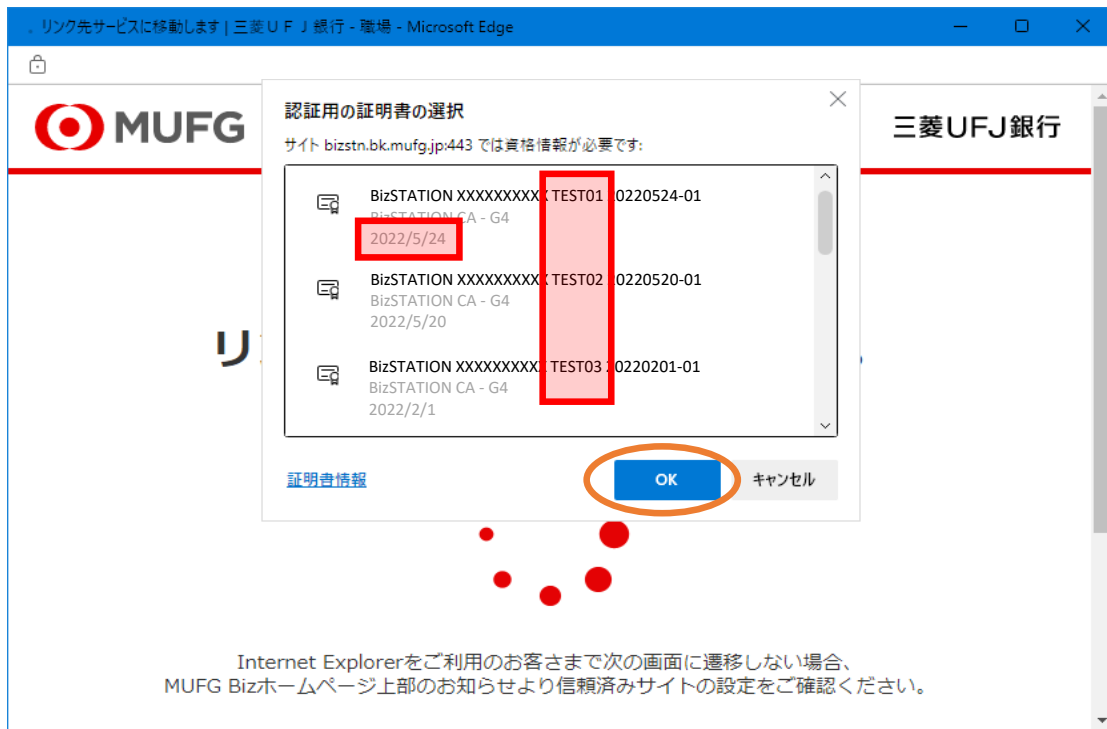 リンク先サービスに移動します | 三菱UFJ銀行 - 職場 - Microsoft Edge
MUFG
三菱UFJ銀行
認証用の証明書の選択
サイト bizstn.bk.mufg.jp:443 では資格情報が必要です:
BizSTATION XXXXXXXXXX TEST01 20220524-01
BizSTATION CA - G4
2022/5/24
BizSTATION XXXXXXXXXX TEST02 20220520-01
BizSTATION CA - G4
2022/5/20
BizSTATION XXXXXXXXXX TEST03 20220201-01
BizSTATION CA - G4
2022/2/1
証明書情報
OK
キャンセル
リ
Internet Explorerをご利用のお客さまで次の画面に遷移しない場合、
MUFG Bizホームページ上部のお知らせより信頼済みサイトの設定をご確認ください。